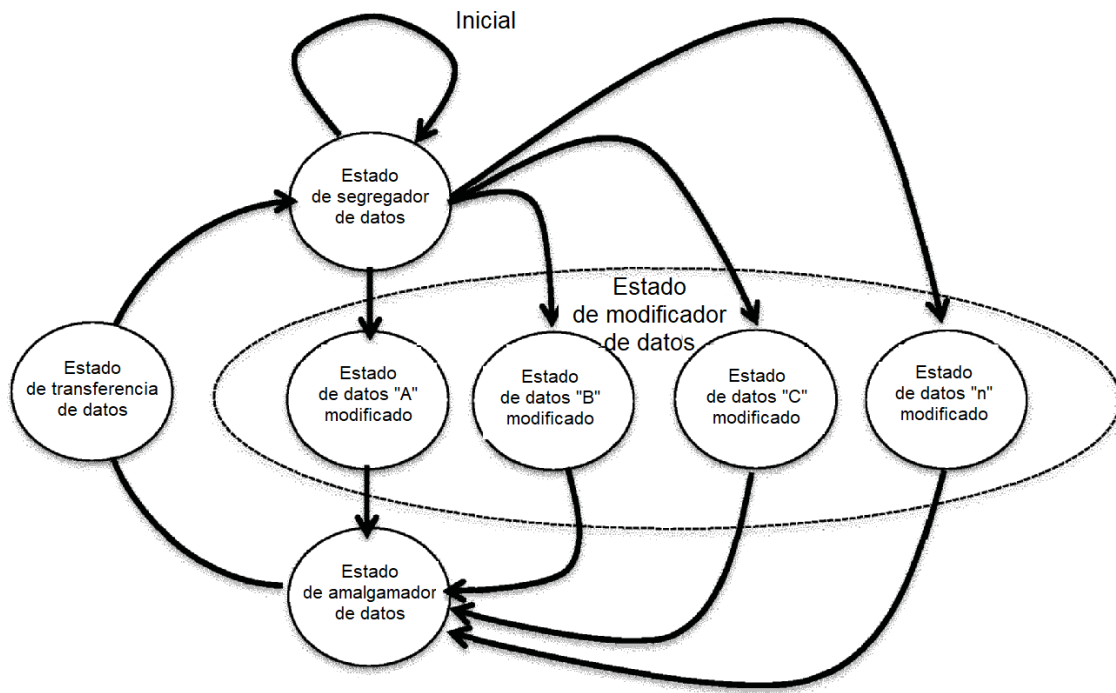 Inicial
Estado
de segregador
de datos
Estado
de modificador
de datos
Estado
de transferencia
de datos
Estado
de datos "A"
modificado
Estado
de datos "B"
modificado
Estado
de datos "C"
modificado
Estado
de datos "n"
modificado
Estado
de amalgamador
de datos